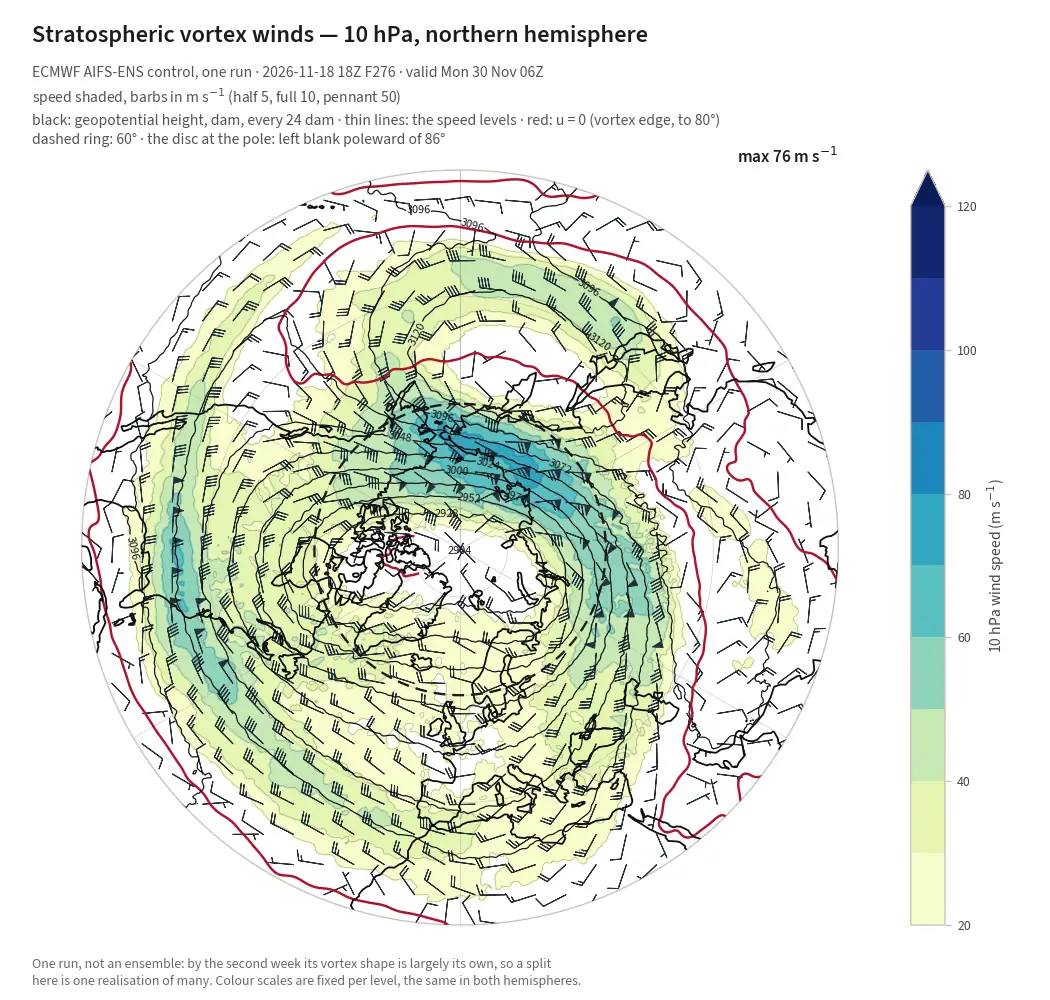 Stratospheric vortex winds — 10 hPa, northern hemisphere
ECMWF AIFS-ENS control, one run · 2026-11-18 18Z F276 · valid Mon 30 Nov 06Z
speed shaded, barbs in m s⁻¹ (half 5, full 10, pennant 50)
black: geopotential height, dam, every 24 dam · thin lines: the speed levels · red: u = 0 (vortex edge, to 80°)
dashed ring: 60° · the disc at the pole: left blank poleward of 86°
max 76 m s⁻¹
120
100
80
60
40
20
10 hPa wind speed (m s⁻¹)
3096
3096
3096
3120
3120
3096
3048
3024
3072
3000
2952
2928
2904
3096
One run, not an ensemble: by the second week its vortex shape is largely its own, so a split
here is one realisation of many. Colour scales are fixed per level, the same in both hemispheres.